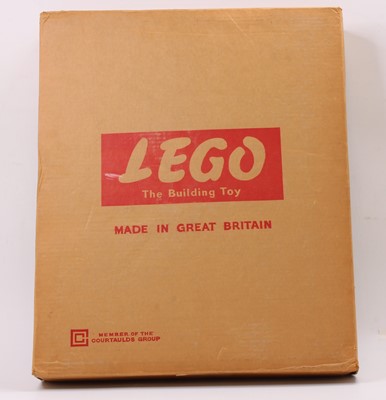 LEGO
The Building Toy
MADE IN GREAT BRITAIN
MEMBER OF THE
COURTAULDS GROUP